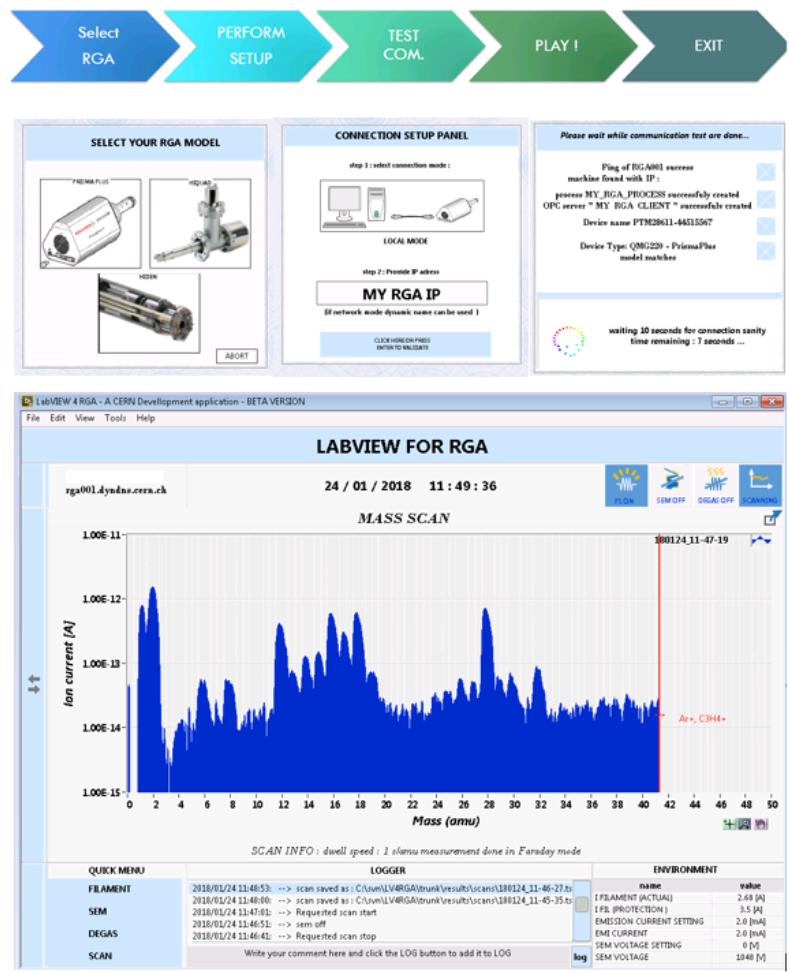 Select
RGA
PERFORM
SETUP
TEST
COM.
PLAY !
EXIT
SELECT YOUR RGA MODEL
PRISMA PLUS
HIQUAD
HIDEN
ABORT
CONNECTION SETUP PANEL
step 1 : select connection mode :
LOCAL MODE
step 2 : Provide IP adress
MY RGA IP
(if network mode dynamic name can be used )
CLICK HERE OR PRESS
ENTER TO VALIDATE
Please wait while communication test are done...
Ping of RGA001 success
machine found with IP :
process MY_RGA_PROCESS successfuly created
OPC server " MY RGA CLIENT " successfule created
Device name PTM28611-44515567
Device Type: QMG220 - PrismaPlus
model matches
waiting 10 seconds for connection sanity
time remaining : 7 seconds ...
LabVIEW 4 RGA - A CERN Devellopment application - BETA VERSION
File Edit View Tools Help
LABVIEW FOR RGA
rga001.dyndns.cern.ch
24 / 01 / 2018 11 : 49 : 36
FI ON
SEM OFF
DEGAS OFF
SCANNING
MASS SCAN
180124_11-47-19
Ion current [A]
1.00E-11
1.00E-12
1.00E-13
1.00E-14
1.00E-15
Ar+, C3H4+
0 2 4 6 8 10 12 14 16 18 20 22 24 26 28 30 32 34 36 38 40 42 44 46 48 50
Mass (amu)
SCAN INFO : dwell speed : 1 s/amu measurement done in Faraday mode
QUICK MENU
FILAMENT
SEM
DEGAS
SCAN
LOGGER
2018/01/24 11:48:53: --> scan saved as : C:\svn\LV4RGA\trunk\results\scans\180124_11-46-27.ts
2018/01/24 11:48:00: --> scan saved as : C:\svn\LV4RGA\trunk\results\scans\180124_11-45-35.ts
2018/01/24 11:47:01: --> Requested scan start
2018/01/24 11:46:51: --> sem off
2018/01/24 11:46:41: --> Requested scan stop
Write your comment here and click the LOG button to add it to LOG
log
ENVIRONMENT
name value
I FILAMENT (ACTUAL) 2.68 [A]
I FIL (PROTECTION ) 3.5 [A]
EMISSION CURRENT SETTING 2.0 [mA]
EMI CURRENT 2.0 [mA]
SEM VOLTAGE SETTING 0 [V]
SEM VOLTAGE 1048 [V]